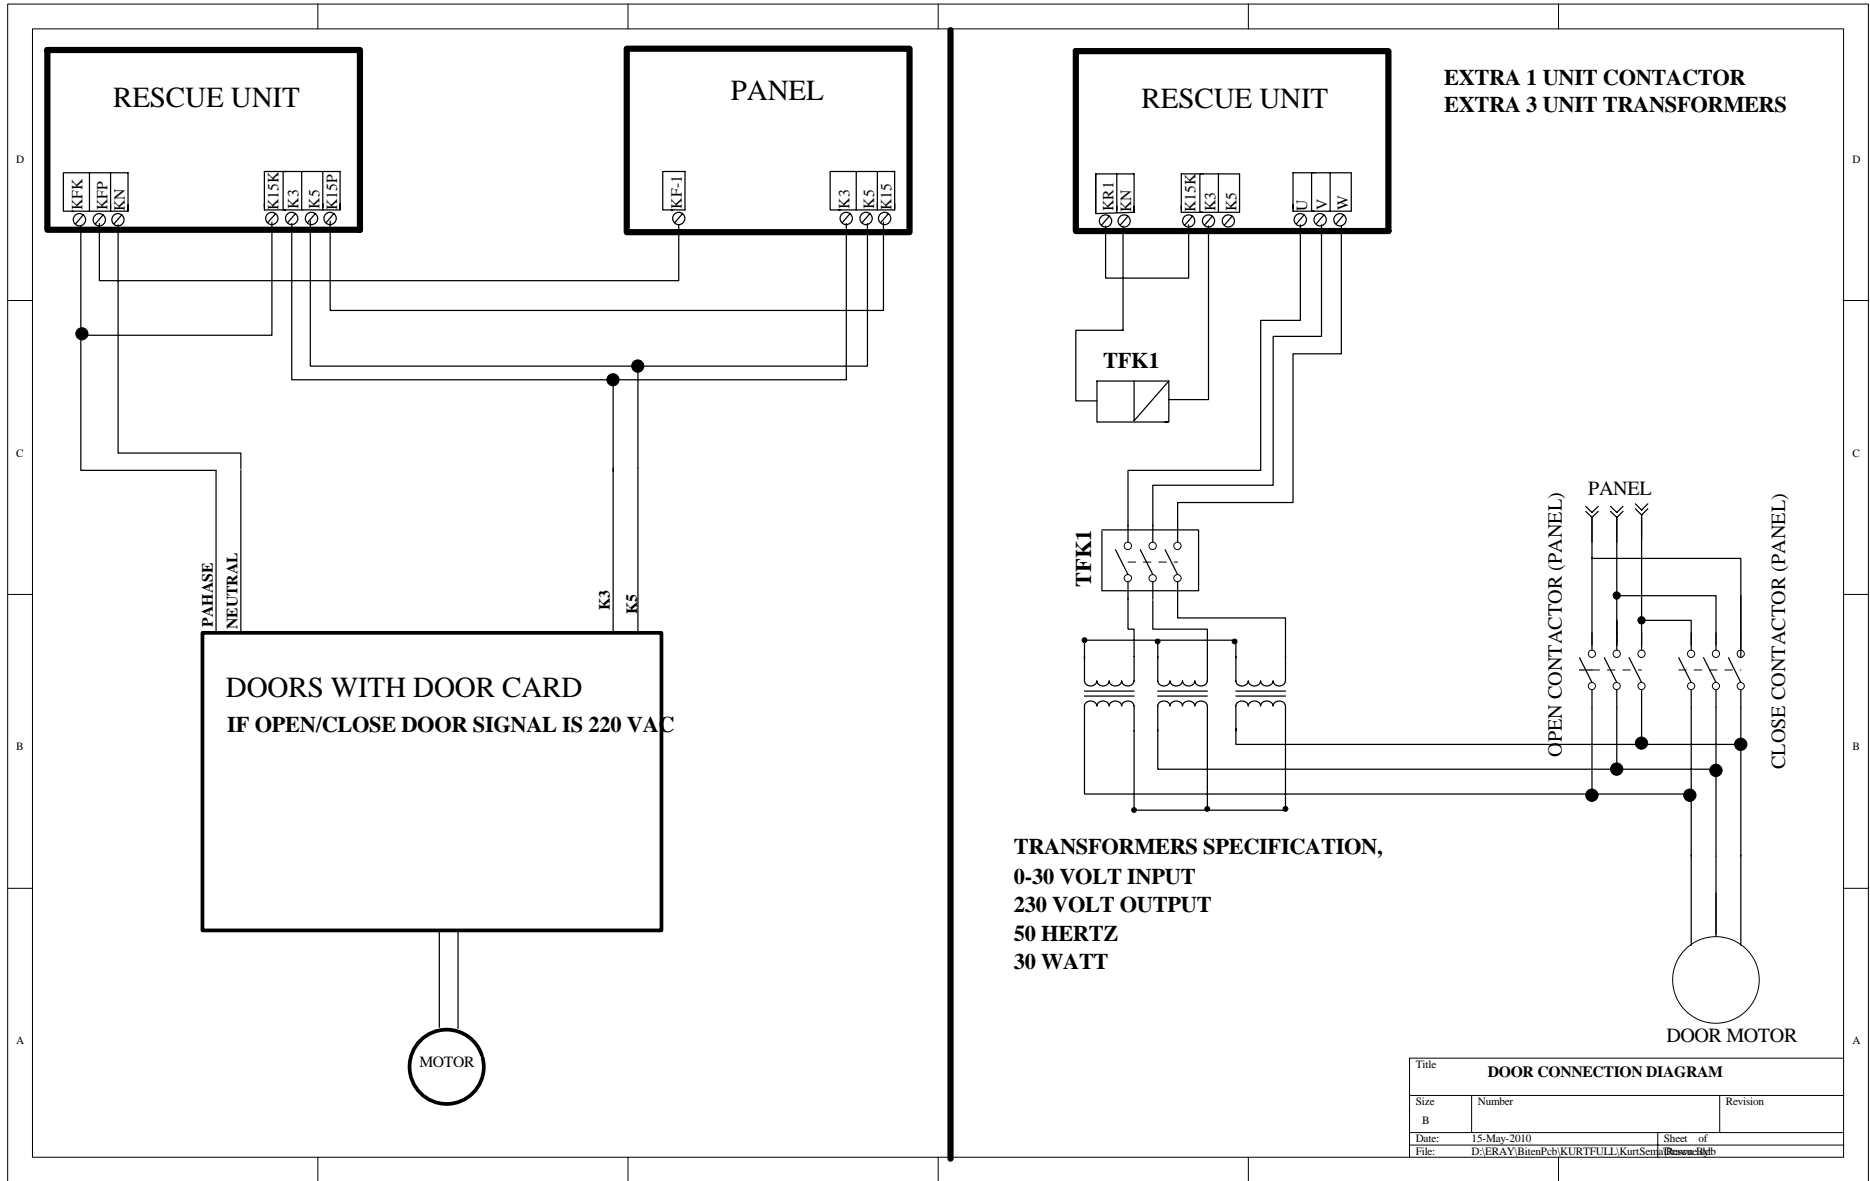 RESCUE UNIT
KFK
KFP
KN
K15K
K3
K5
K15P
PANEL
KF-1
K3
K5
K15
PAHASE
NEUTRAL
K3
K5
DOORS WITH DOOR CARD
IF OPEN/CLOSE DOOR SIGNAL IS 220 VAC
MOTOR
RESCUE UNIT
KR1
KN
K15K
K3
K5
U
V
W
EXTRA 1 UNIT CONTACTOR
EXTRA 3 UNIT TRANSFORMERS
TFK1
TFK1
PANEL
OPEN CONTACTOR (PANEL)
CLOSE CONTACTOR (PANEL)
TRANSFORMERS SPECIFICATION,
0-30 VOLT INPUT
230 VOLT OUTPUT
50 HERTZ
30 WATT
DOOR MOTOR
D
C
B
A
D
C
B
A
Title
DOOR CONNECTION DIAGRAM
Size
Number
Revision
B
Date: 15-May-2010 Sheet of
File: D:\ERAY\BitenPcb\KURTFULL\KurtSema